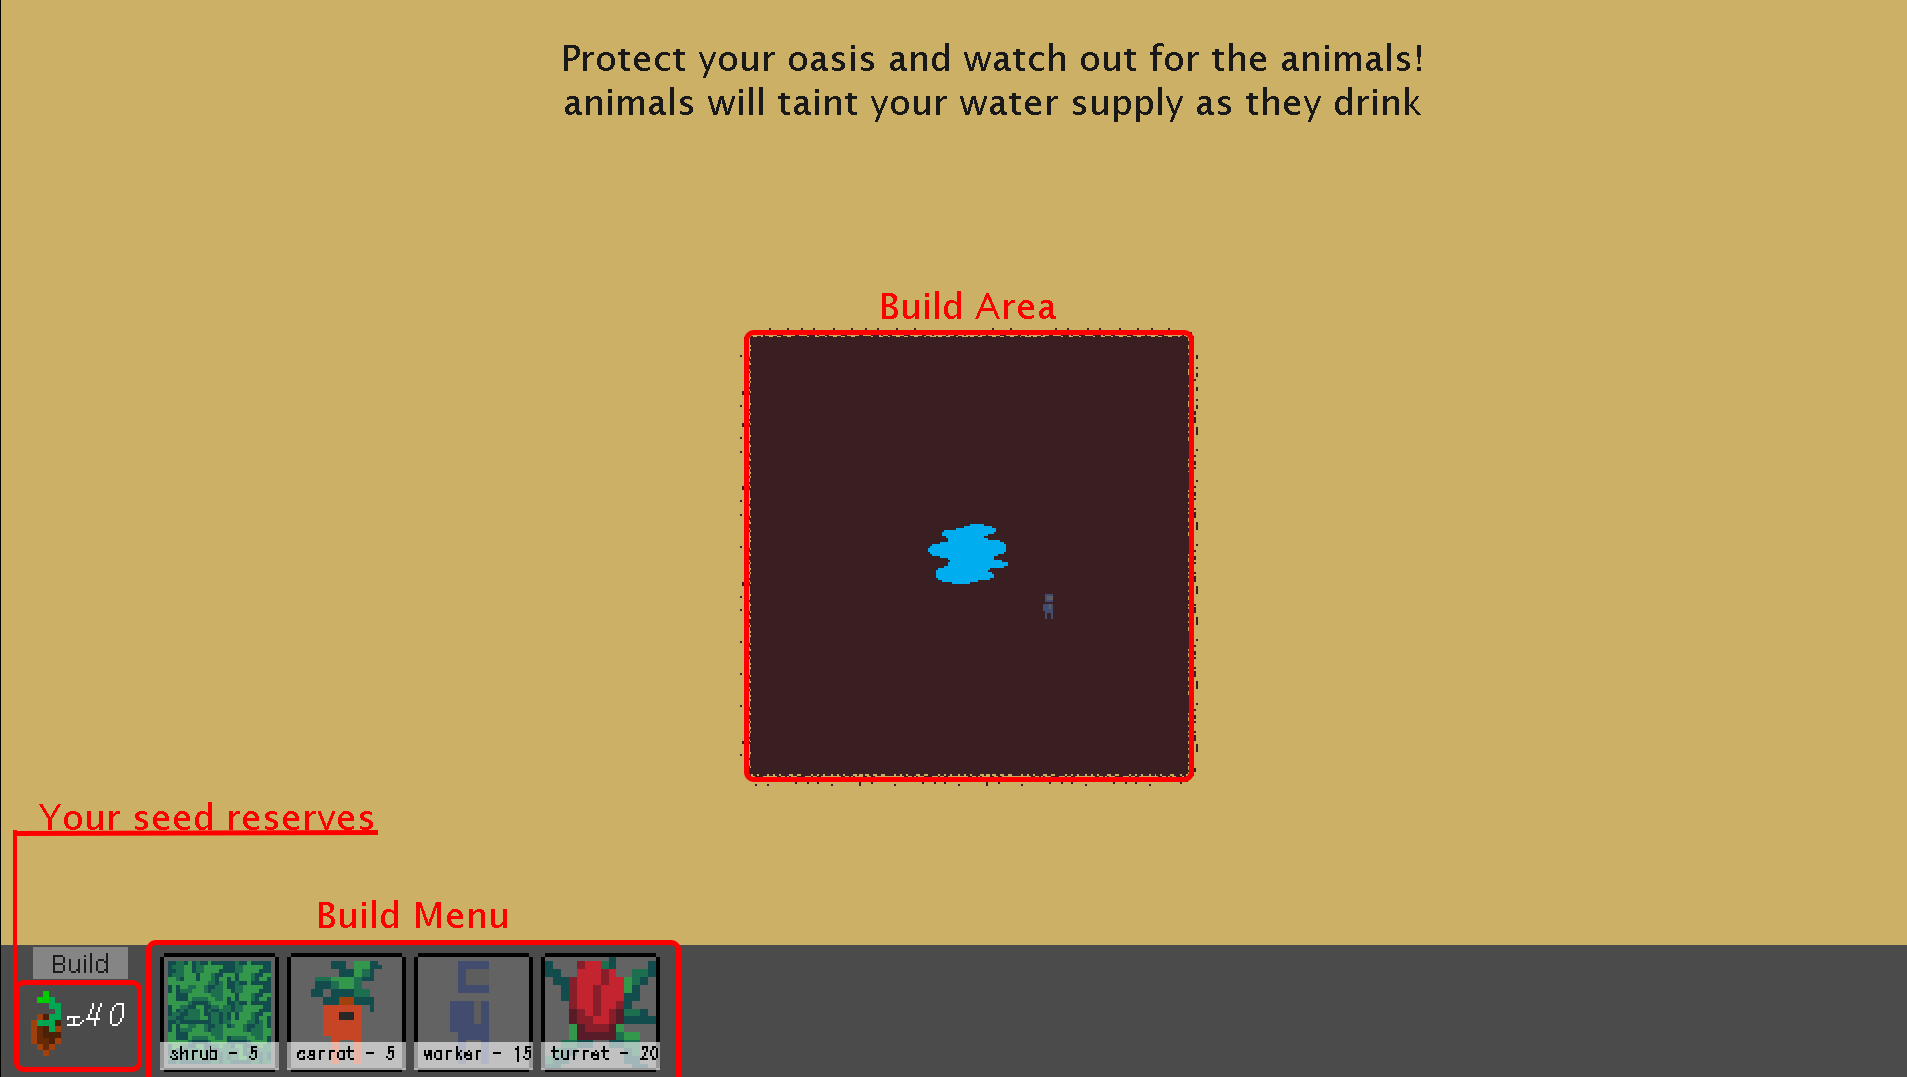 Protect your oasis and watch out for the animals!
animals will taint your water supply as they drink
Build Area
Your seed reserves
Build Menu
Build
x40
shrub - 5
carrot - 5
worker - 15
turret - 20